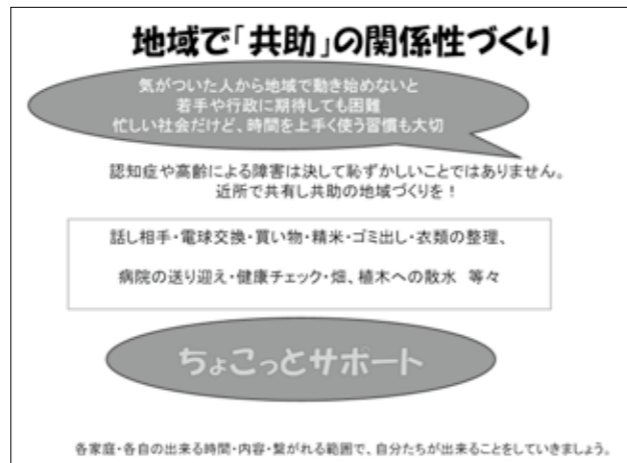 地域で「共助」の関係性づくり
気がついた人から地域で動き始めないと
若手や行政に期待しても困難
忙しい社会だけど、時間を上手く使う習慣も大切
認知症や高齢による障害は決して恥ずかしいことではありません。
近所で共有し共助の地域づくりを！
話し相手・電球交換・買い物・精米・ゴミ出し・衣類の整理、
病院の送り迎え・健康チェック・畑、植木への散水 等々
ちょこっとサポート
各家庭・各自の出来る時間・内容・繋がれる範囲で、自分たちが出来ることをしていきましょう。